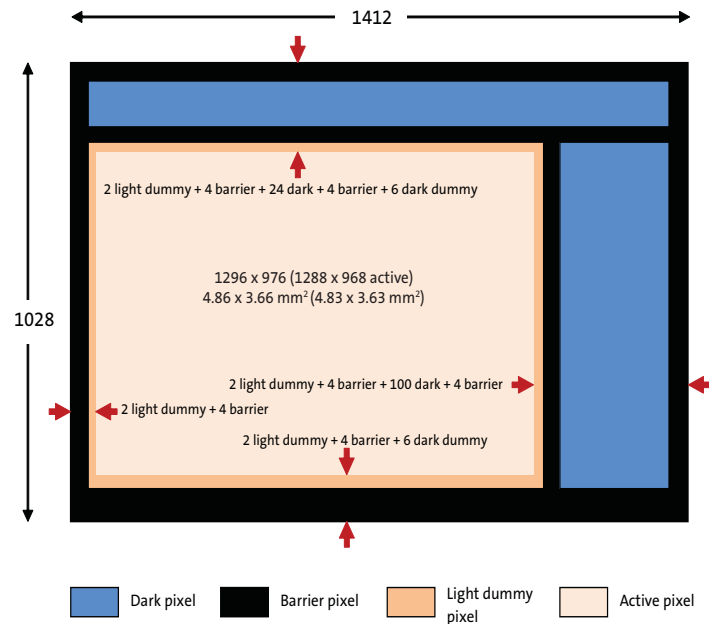 1412
2 light dummy + 4 barrier + 24 dark + 4 barrier + 6 dark dummy
1296 x 976 (1288 x 968 active)
4.86 x 3.66 mm² (4.83 x 3.63 mm²)
1028
2 light dummy + 4 barrier + 100 dark + 4 barrier
2 light dummy + 4 barrier
2 light dummy + 4 barrier + 6 dark dummy
Dark pixel
Barrier pixel
Light dummy
pixel
Active pixel